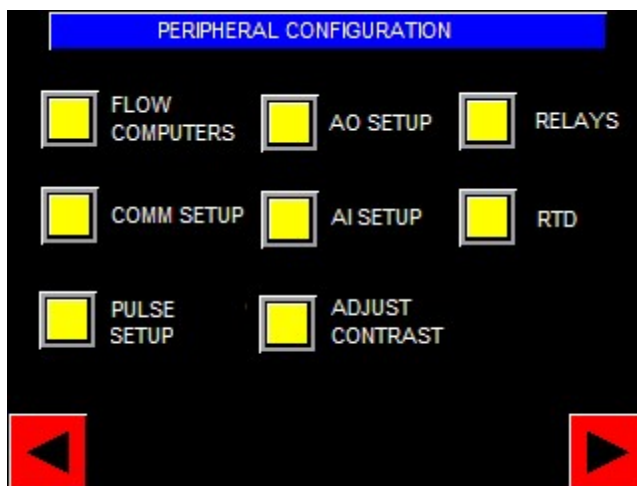 PERIPHERAL CONFIGURATION
FLOW
COMPUTERS
AO SETUP
RELAYS
COMM SETUP
AI SETUP
RTD
PULSE
SETUP
ADJUST
CONTRAST